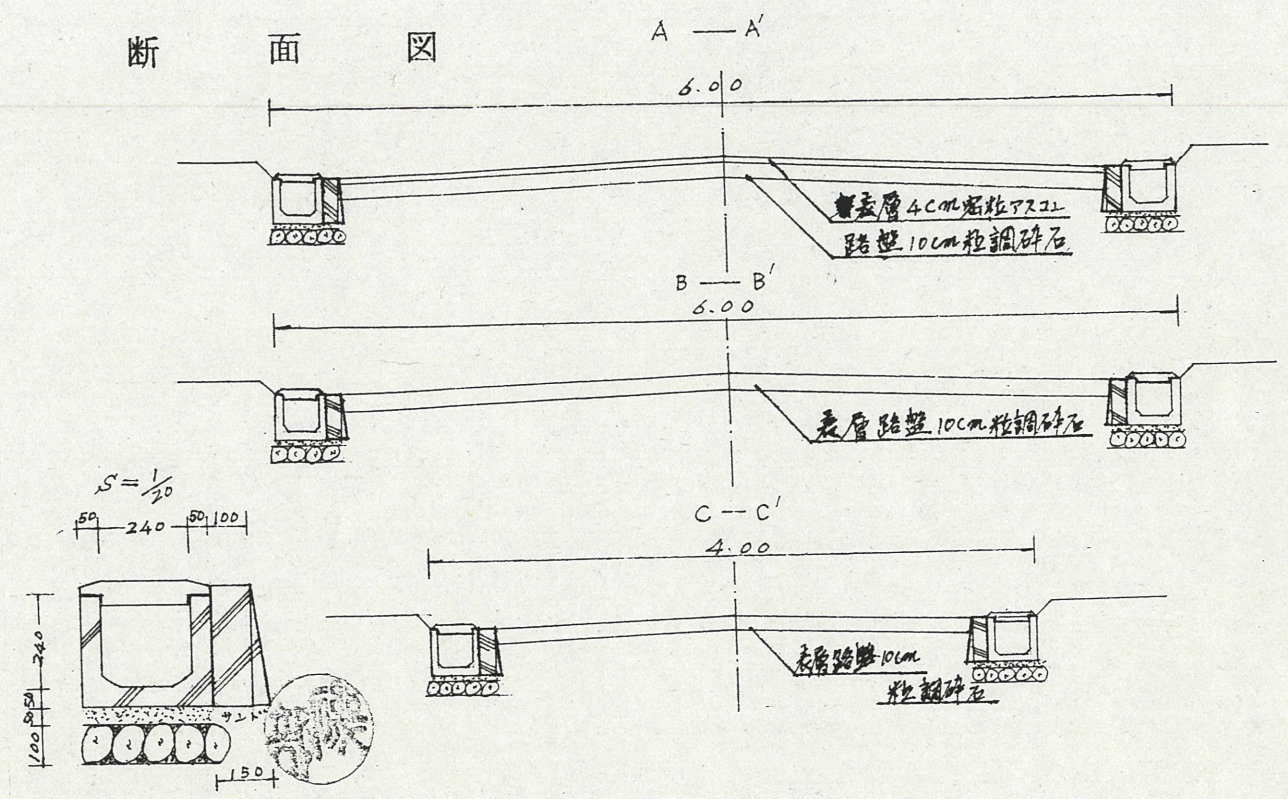 断面図
A — A'
6.00
表層4cm密粒アスコン
路盤10cm粒調砕石
B — B'
6.00
表層路盤10cm粒調砕石
S=1/20
50 240 50 100
240
50
50
100
サンド
150
C — C'
4.00
表層路盤10cm
粒調砕石